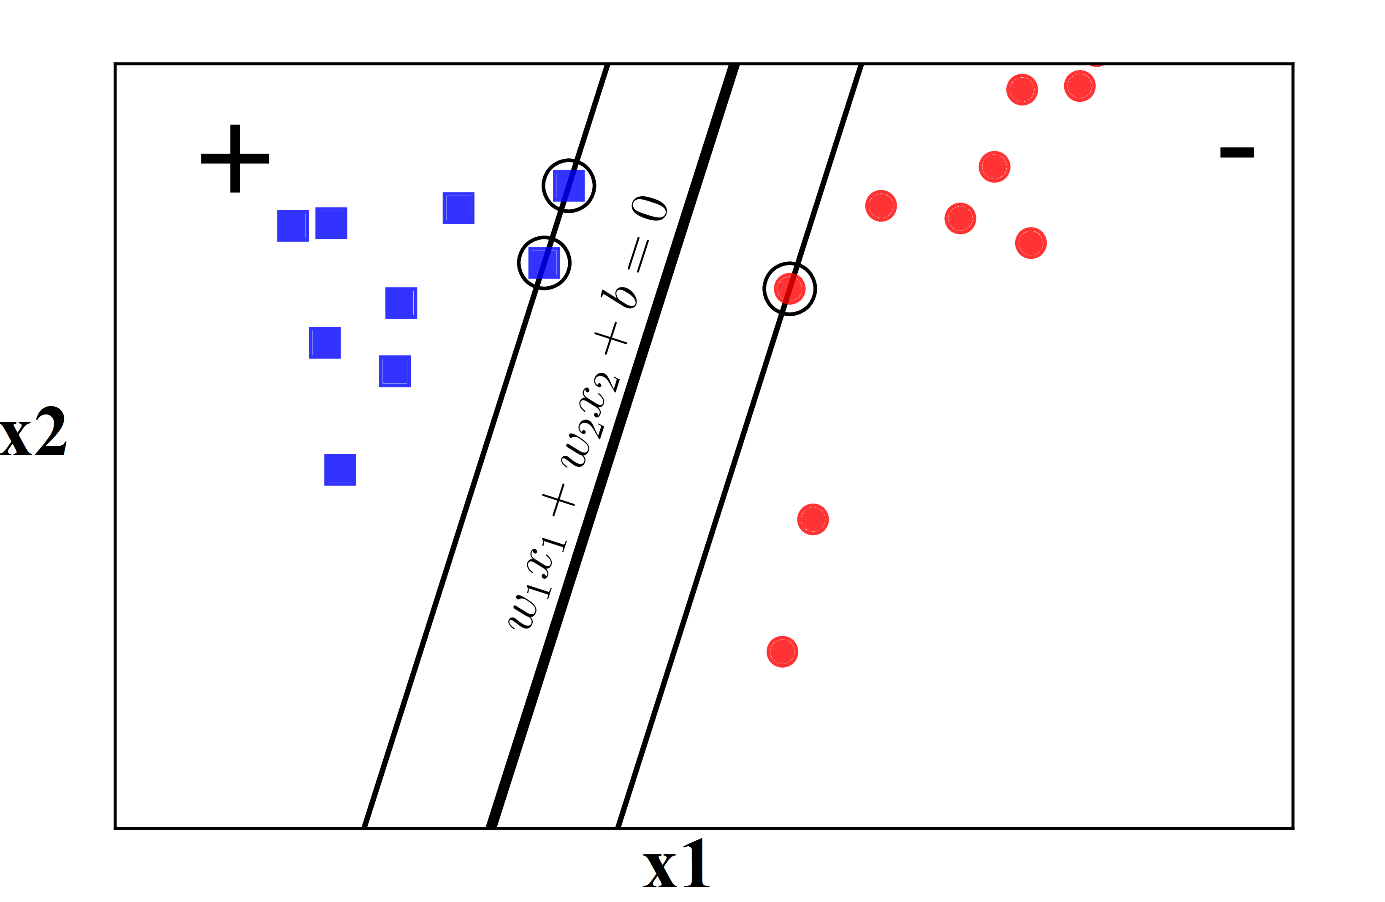 +
-
w₁x₁ + w₂x₂ + b = 0
x2
x1